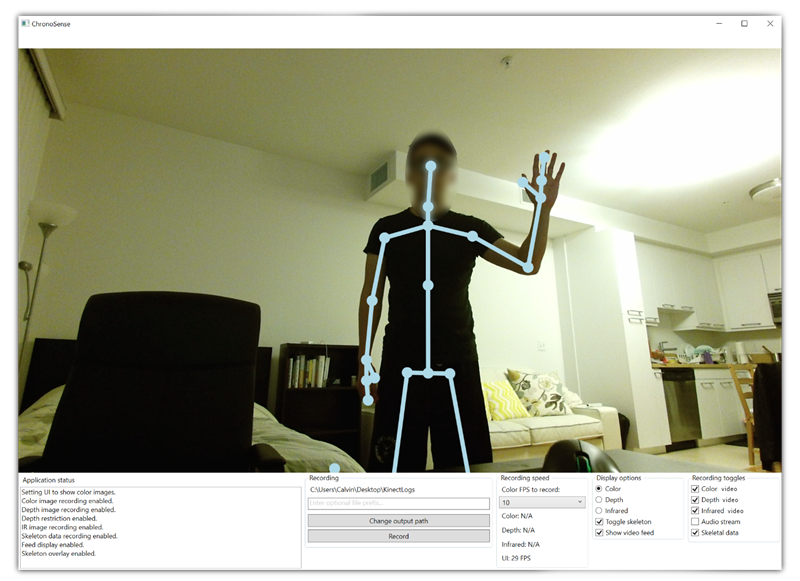 ChronoSense
Application status
Setting UI to show color images.
Color image recording enabled.
Depth image recording enabled.
Depth restriction enabled.
IR image recording enabled.
Skeleton data recording enabled.
Feed display enabled.
Skeleton overlay enabled.
Recording
C:\Users\Calvin\Desktop\KinectLogs
Enter optional file prefix...
Change output path
Record
Recording speed
Color FPS to record:
10
Color: N/A
Depth: N/A
Infrared: N/A
UI: 29 FPS
Display options
Color
Depth
Infrared
Toggle skeleton
Show video feed
Recording toggles
Color video
Depth video
Infrared video
Audio stream
Skeletal data